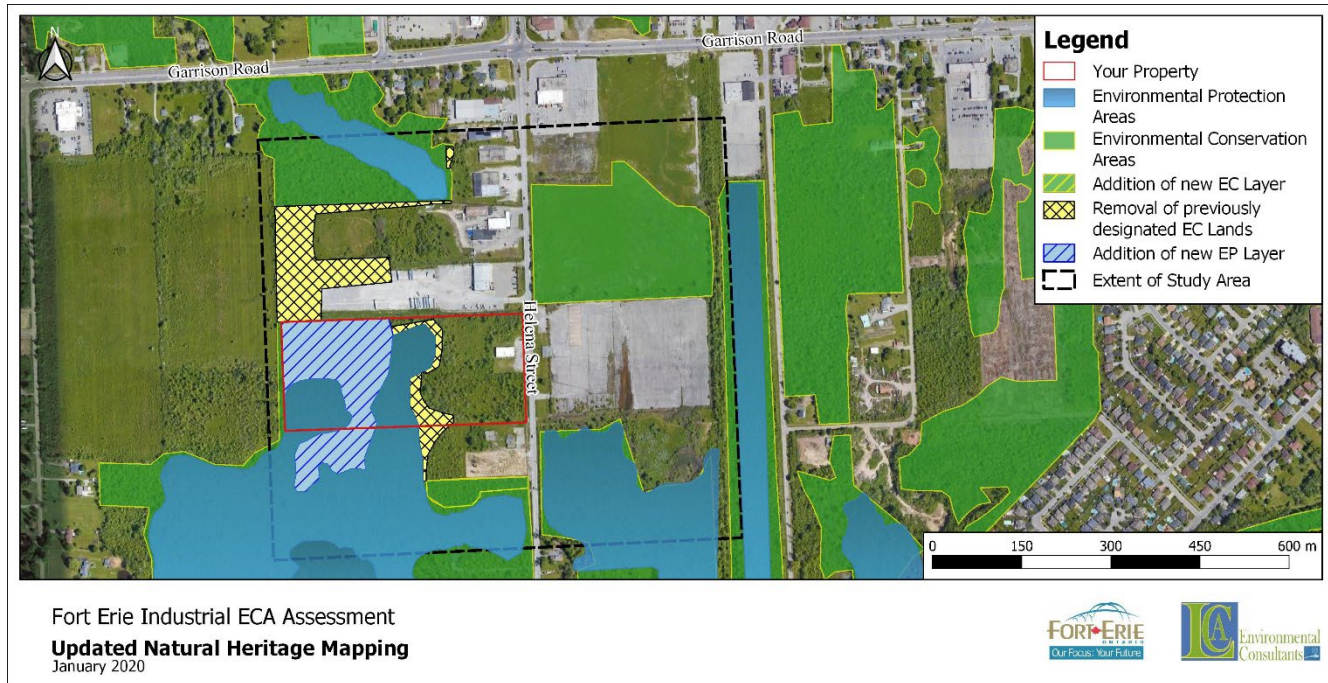 N
Garrison Road
Garrison Road
Helena Street
Legend
Your Property
Environmental Protection
Areas
Environmental Conservation
Areas
Addition of new EC Layer
Removal of previously
designated EC Lands
Addition of new EP Layer
Extent of Study Area
0 150 300 450 600 m
Fort Erie Industrial ECA Assessment
Updated Natural Heritage Mapping
January 2020
FORT ERIE
ONTARIO
Our Focus: Your Future
LCA
Environmental
Consultants